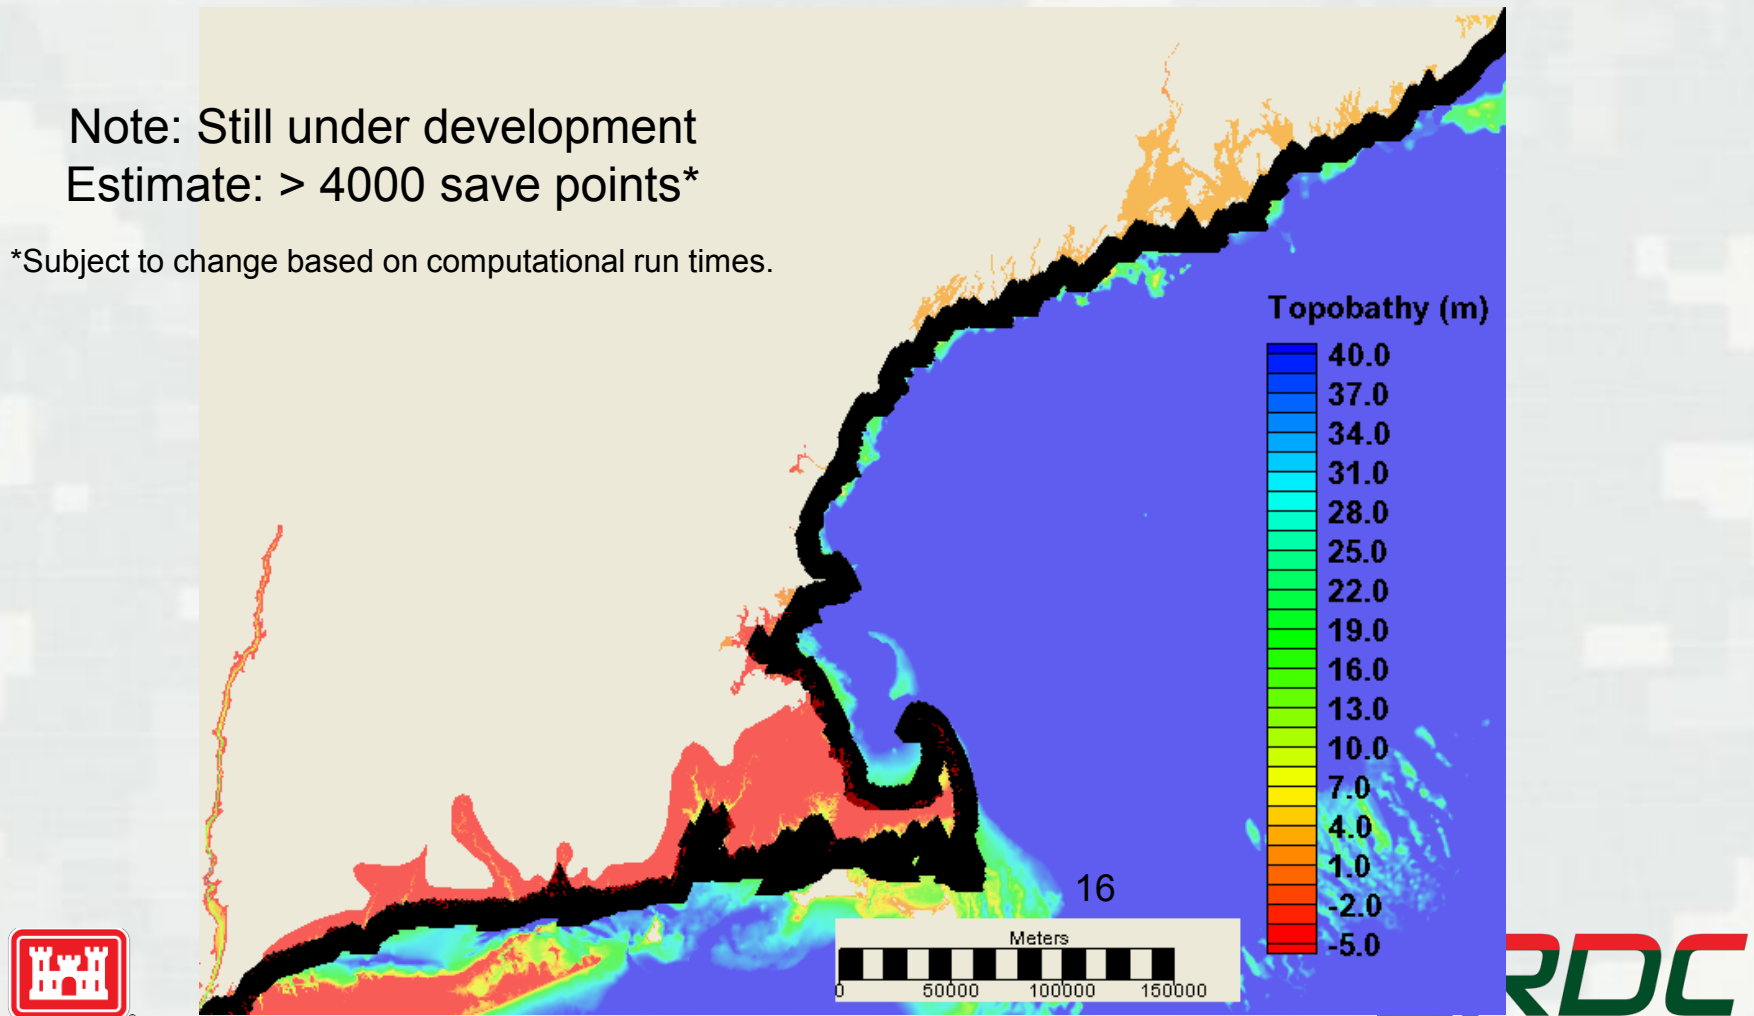 Note: Still under development
Estimate: > 4000 save points*
*Subject to change based on computational run times.
Topobathy (m)
40.0
37.0
34.0
31.0
28.0
25.0
22.0
19.0
16.0
13.0
10.0
7.0
4.0
1.0
-2.0
-5.0
16
Meters
0 50000 100000 150000
RDC
®